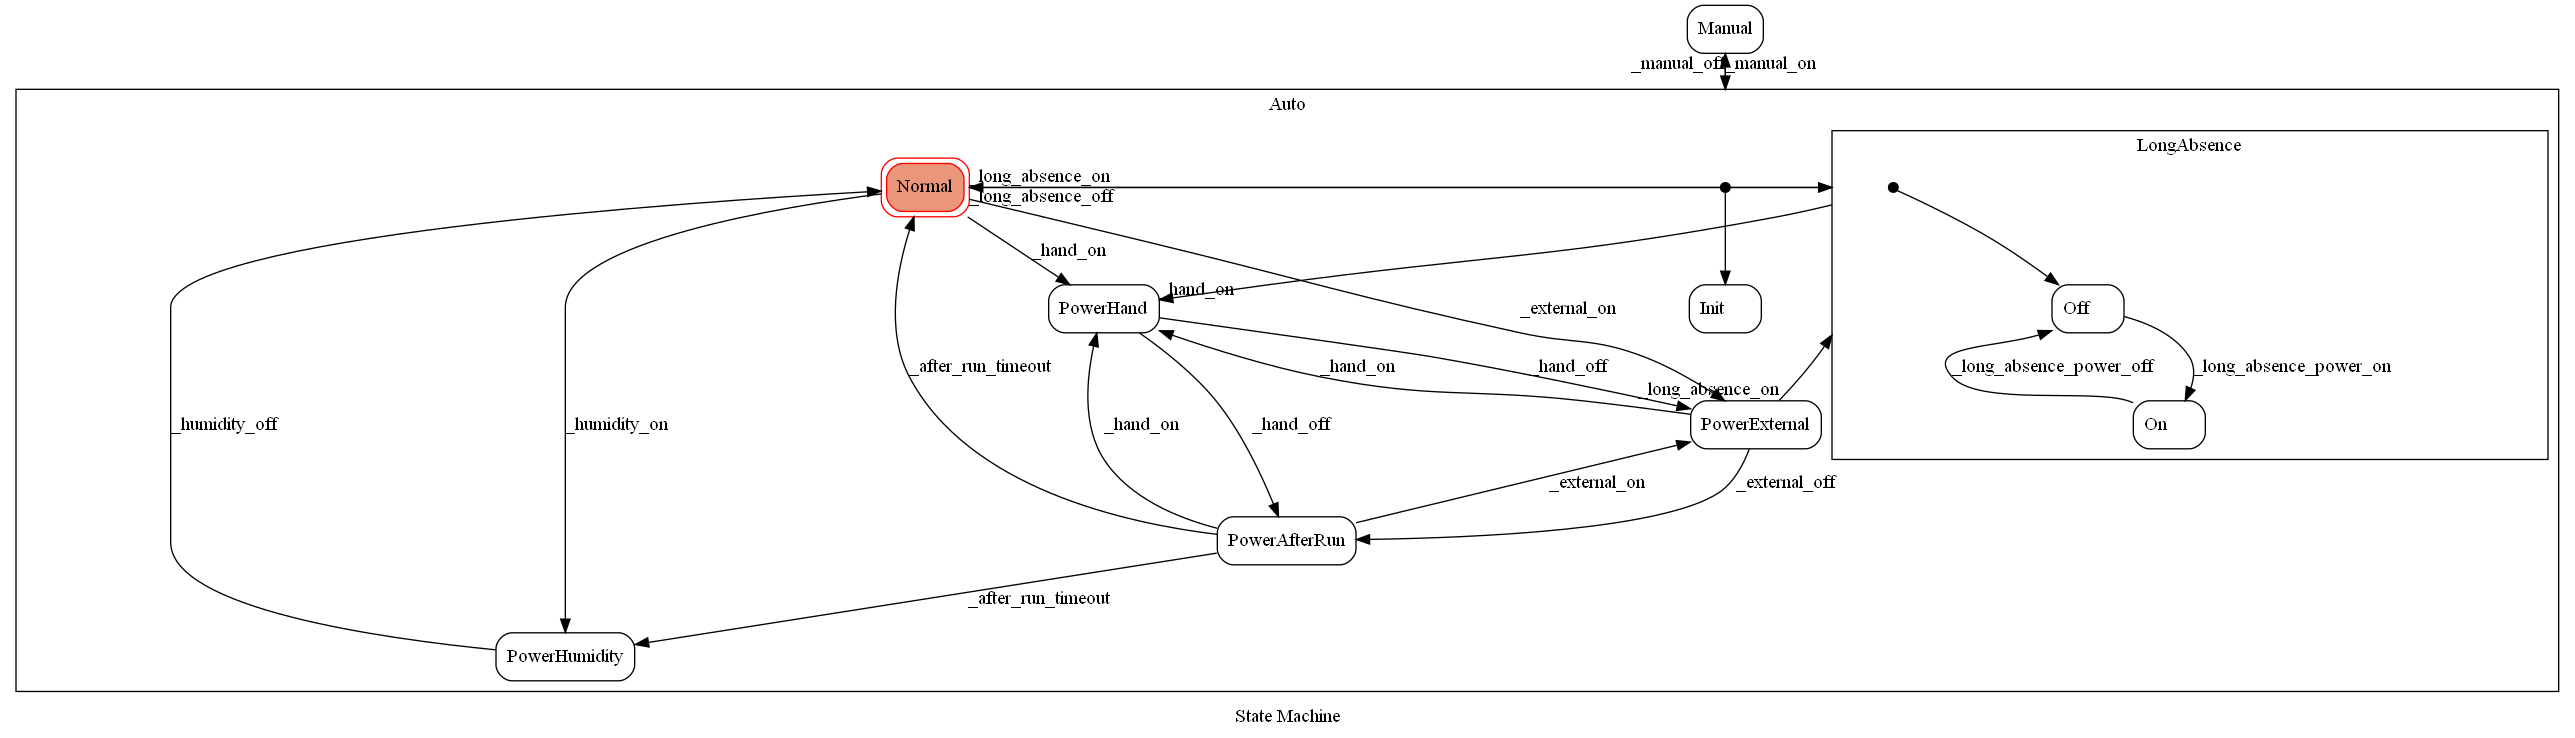 Manual
_manual_off
_manual_on
Auto
LongAbsence
_long_absence_on
Normal
_long_absence_off
_hand_on
_hand_on
_external_on
PowerHand
Init
Off
_after_run_timeout
_hand_on
_hand_off
_long_absence_power_off
_long_absence_power_on
_long_absence_on
_humidity_off
_humidity_on
_hand_on
_hand_off
PowerExternal
On
_external_on
_external_off
PowerAfterRun
_after_run_timeout
PowerHumidity
State Machine